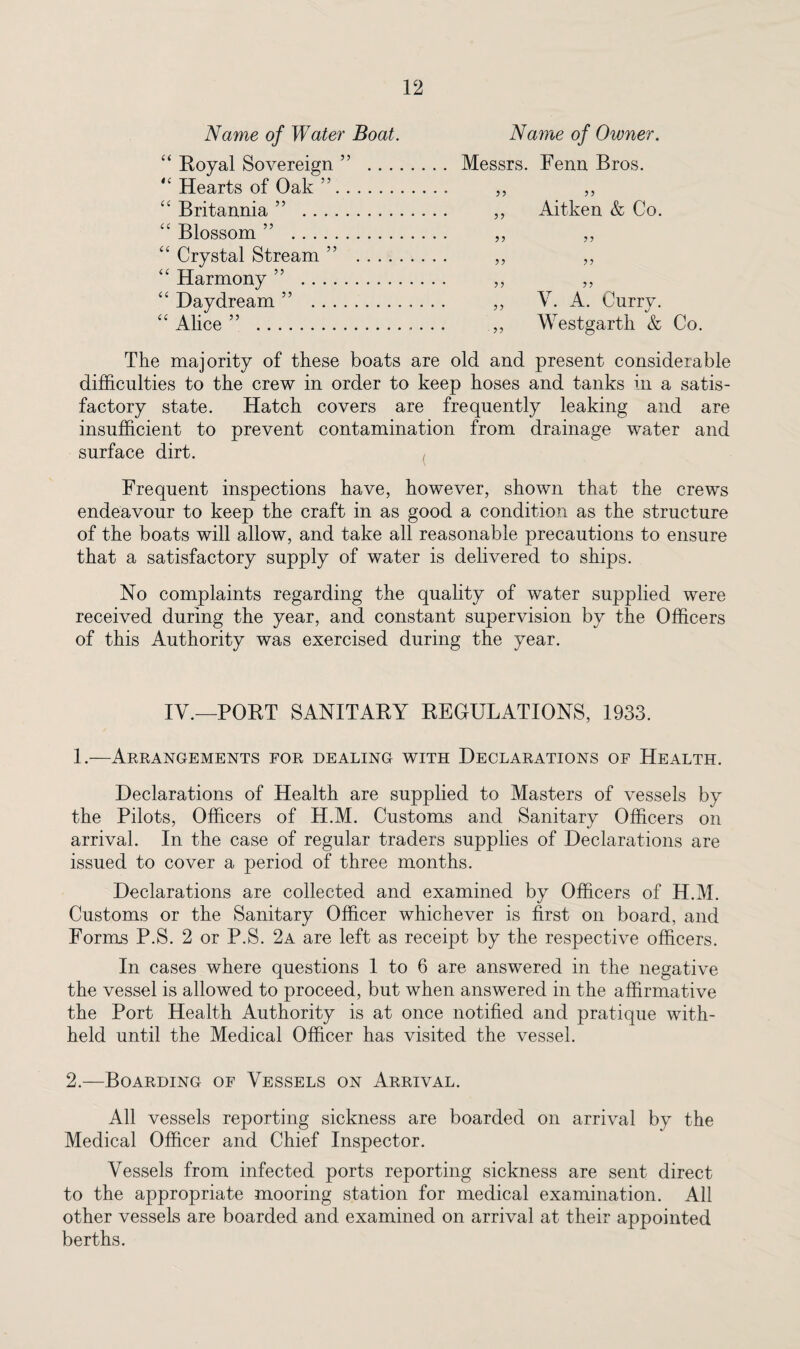 12
Name of Water Boat. Name of Owner.
“ Royal Sovereign ” ........ Messrs. Fenn Bros.
“ Hearts of Oak ”........... ,, ,,
“ Britannia ” .............. ,, Aitken & Co.
“ Blossom ” ............... ,, ,,
“ Crystal Stream ” ......... ,, ,,
“ Harmony ” .............. ,, ,,
“ Daydream ” ............. ,, V. A. Curry.
“ Alice ” .................. ,, Westgarth & Co.
The majority of these boats are old and present considerable
difficulties to the crew in order to keep hoses and tanks in a satis-
factory state. Hatch covers are frequently leaking and are
insufficient to prevent contamination from drainage water and
surface dirt.
Frequent inspections have, however, shown that the crews
endeavour to keep the craft in as good a condition as the structure
of the boats will allow, and take all reasonable precautions to ensure
that a satisfactory supply of water is delivered to ships.
No complaints regarding the quality of water supplied were
received during the year, and constant supervision by the Officers
of this Authority was exercised during the year.
IV.—PORT SANITARY REGULATIONS, 1933.
1.—Arrangements for dealing with Declarations of Health.
Declarations of Health are supplied to Masters of vessels by
the Pilots, Officers of H.M. Customs and Sanitary Officers on
arrival. In the case of regular traders supplies of Declarations are
issued to cover a period of three months.
Declarations are collected and examined by Officers of H.M.
Customs or the Sanitary Officer whichever is first on board, and
Forms P.S. 2 or P.S. 2A are left as receipt by the respective officers.
In cases where questions 1 to 6 are answered in the negative
the vessel is allowed to proceed, but when answered in the affirmative
the Port Health Authority is at once notified and pratique with-
held until the Medical Officer has visited the vessel.
2.—Boarding of Vessels on Arrival.
All vessels reporting sickness are boarded on arrival by the
Medical Officer and Chief Inspector.
Vessels from infected ports reporting sickness are sent direct
to the appropriate mooring station for medical examination. All
other vessels are boarded and examined on arrival at their appointed
berths.